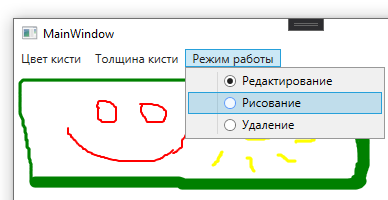 MainWindow
Цвет кисти Толщина кисти Режим работы
Редактирование
Рисование
Удаление